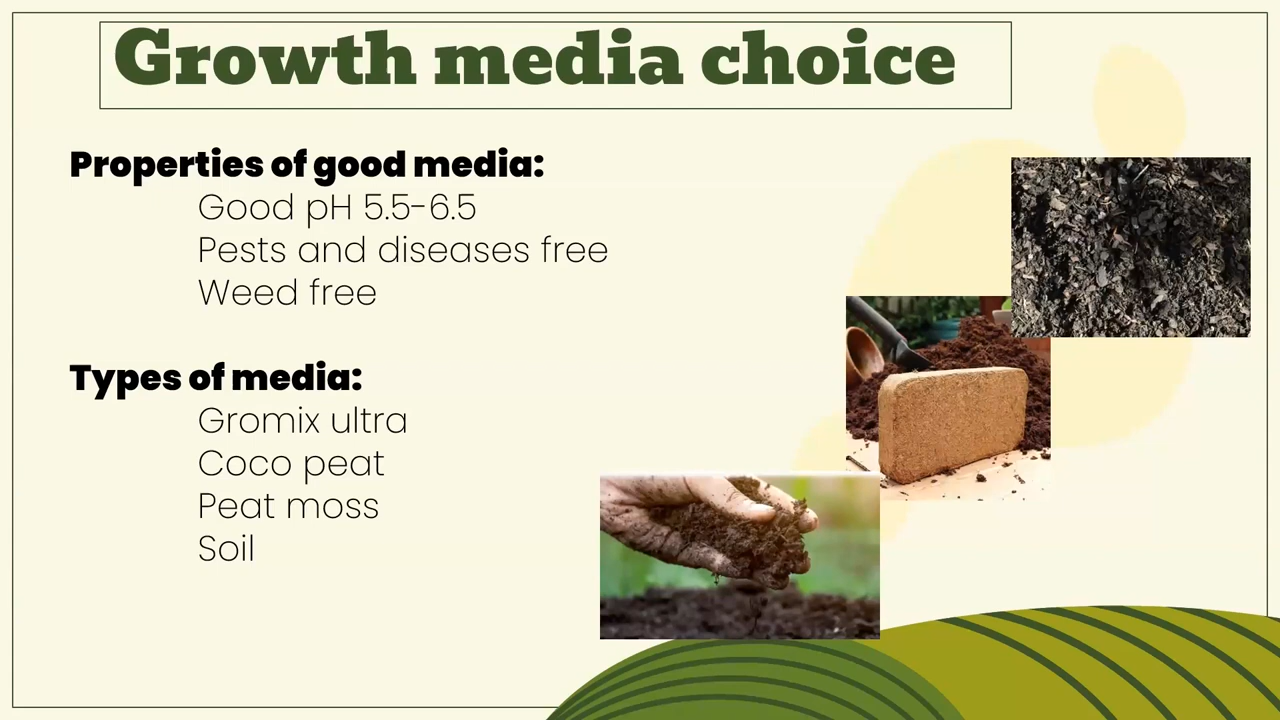 Growth media choice
Properties of good media:
Good pH 5.5-6.5
Pests and diseases free
Weed free
Types of media:
Gromix ultra
Coco peat
Peat moss
Soil